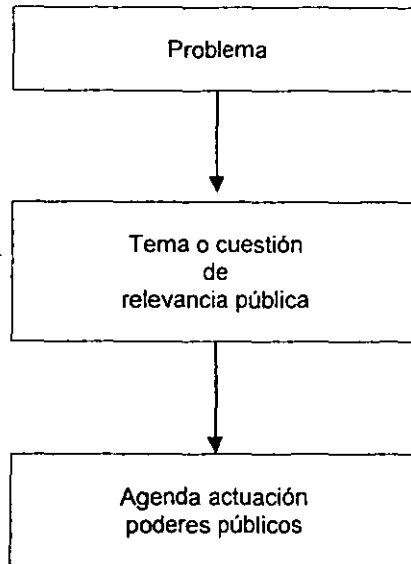 Problema
Tema o cuestión
de
relevancia pública
Agenda actuación
poderes públicos